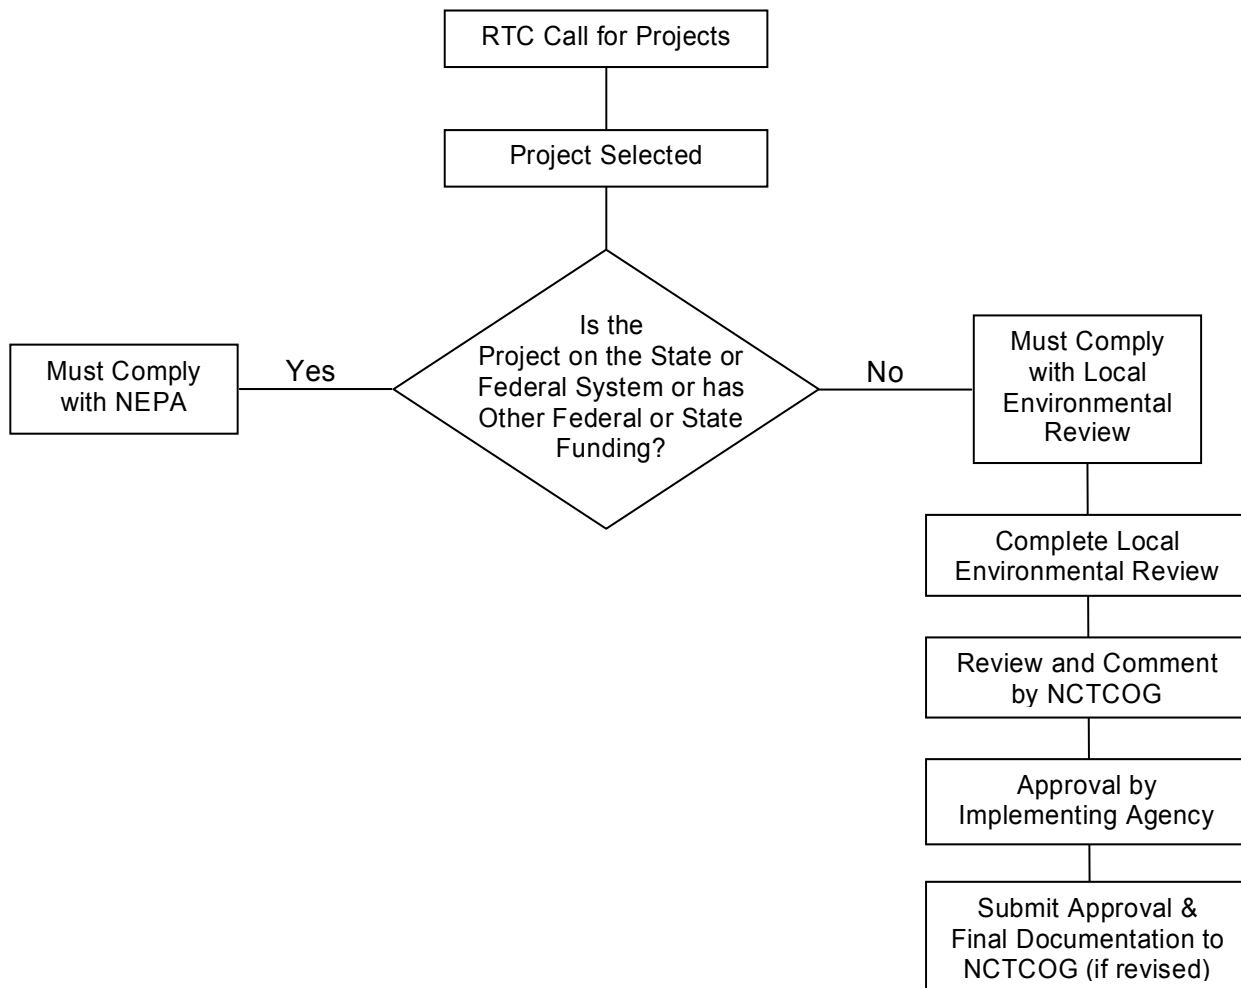 RTC Call for Projects
Project Selected
Is the
Project on the State or
Federal System or has
Other Federal or State
Funding?
Yes
Must Comply
with NEPA
No
Must Comply
with Local
Environmental
Review
Complete Local
Environmental Review
Review and Comment
by NCTCOG
Approval by
Implementing Agency
Submit Approval &
Final Documentation to
NCTCOG (if revised)